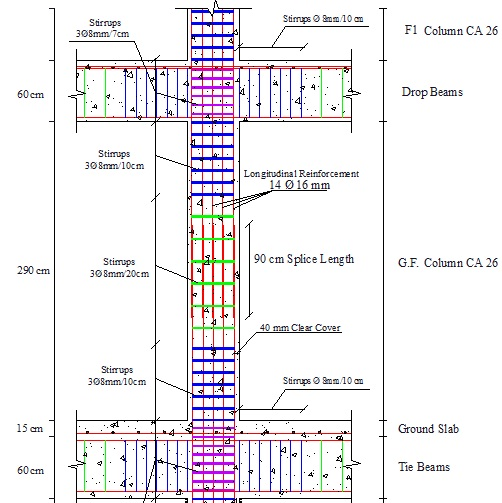 Stirrups
3Ø8mm/7cm
Stirrups Ø 8mm/10 cm
F1 Column CA 26
60cm
Drop Beams
Stirrups
3Ø8mm/10cm
Longitudinal Reinforcement
14 Ø 16 mm
Stirrups
3Ø8mm/20cm
90 cm Splice Length
G.F. Column CA 26
290 cm
40 mm Clear Cover
Stirrups
3Ø8mm/10cm
Stirrups Ø 8mm/10 cm
15 cm
Ground Slab
60cm
Tie Beams